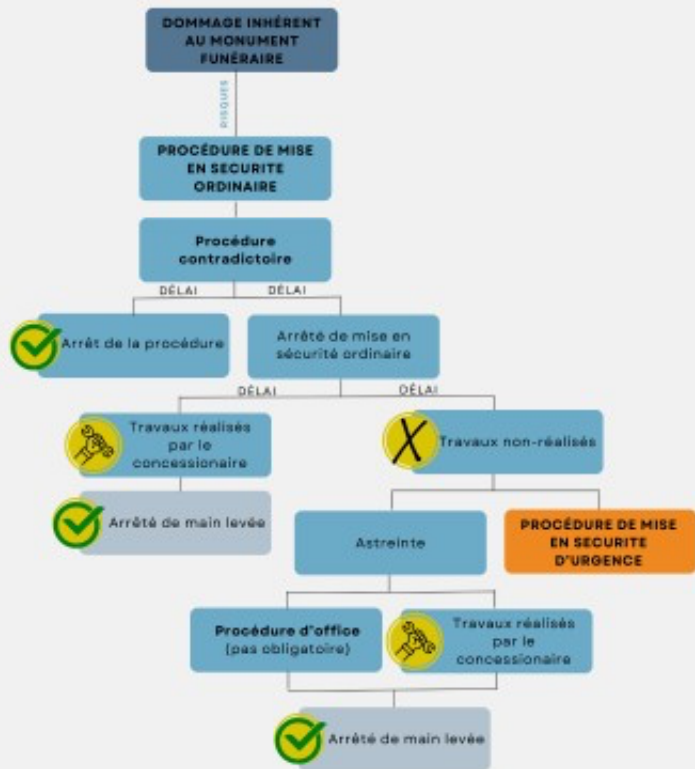 DOMMAGE INHÉRENT
AU MONUMENT
FUNÉRAIRE
RISQUES
PROCÉDURE DE MISE
EN SECURITE
ORDINAIRE
Procédure
contradictoire
DÉLAI
DÉLAI
Arrêt de la procédure
Arrêté de mise en
sécurité ordinaire
DÉLAI
DÉLAI
Travaux réalisés
par le
concessionaire
Travaux non-réalisés
Arrêté de main levée
Astreinte
PROCÉDURE DE MISE
EN SECURITE
D'URGENCE
Procédure d'office
(pas obligatoire)
Travaux réalisés
par le
concessionaire
Arrêté de main levée